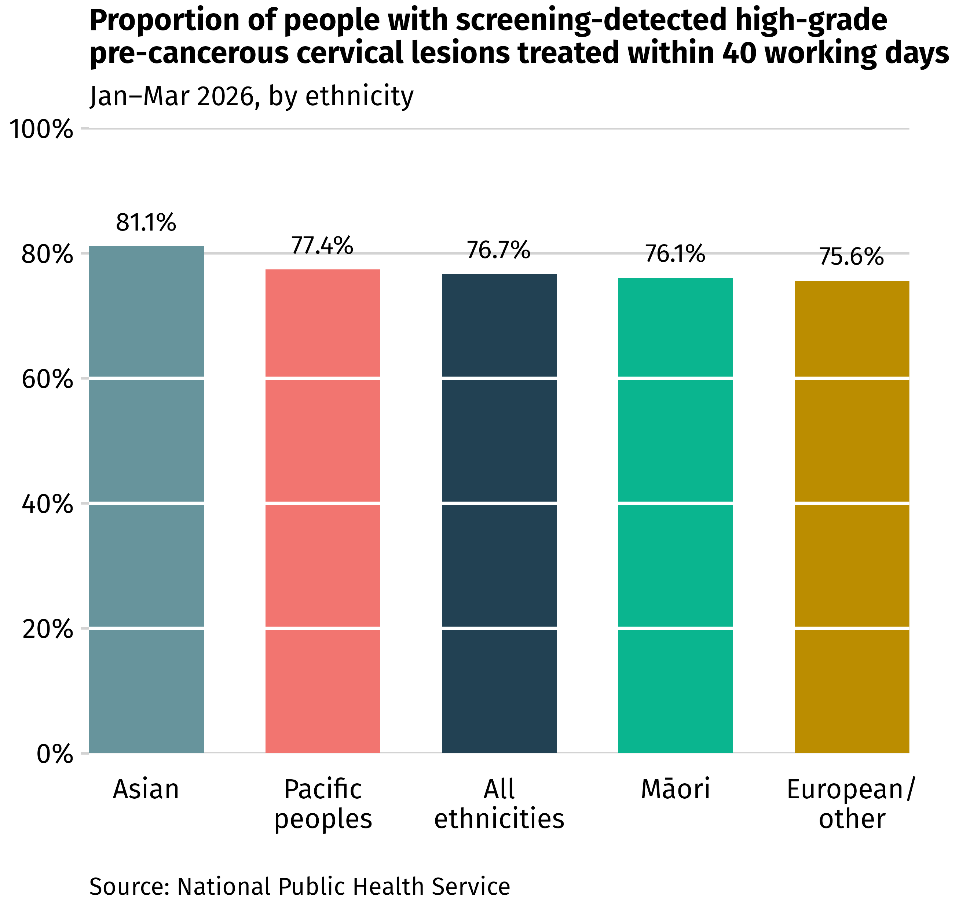 Proportion of people with screening-detected high-grade
pre-cancerous cervical lesions treated within 40 working days
Jan–Mar 2026, by ethnicity
100%
80%
60%
40%
20%
0%
81.1%
77.4%
76.7%
76.1%
75.6%
Asian
Pacific
peoples
All
ethnicities
Māori
European/
other
Source: National Public Health Service